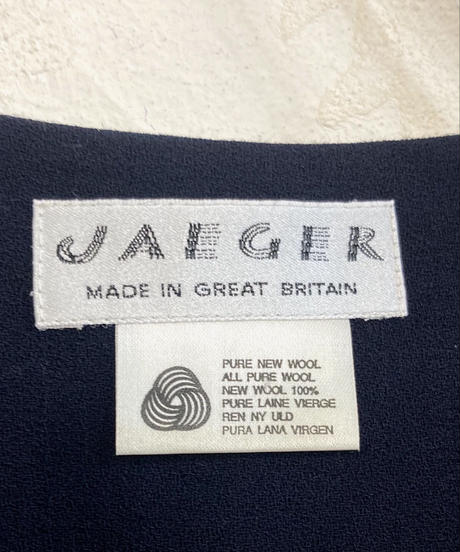 JAEGER
MADE IN GREAT BRITAIN
PURE NEW WOOL
ALL PURE WOOL
NEW WOOL 100%
PURE LAINE VIERGE
REN NY ULD
PURA LANA VIRGEN